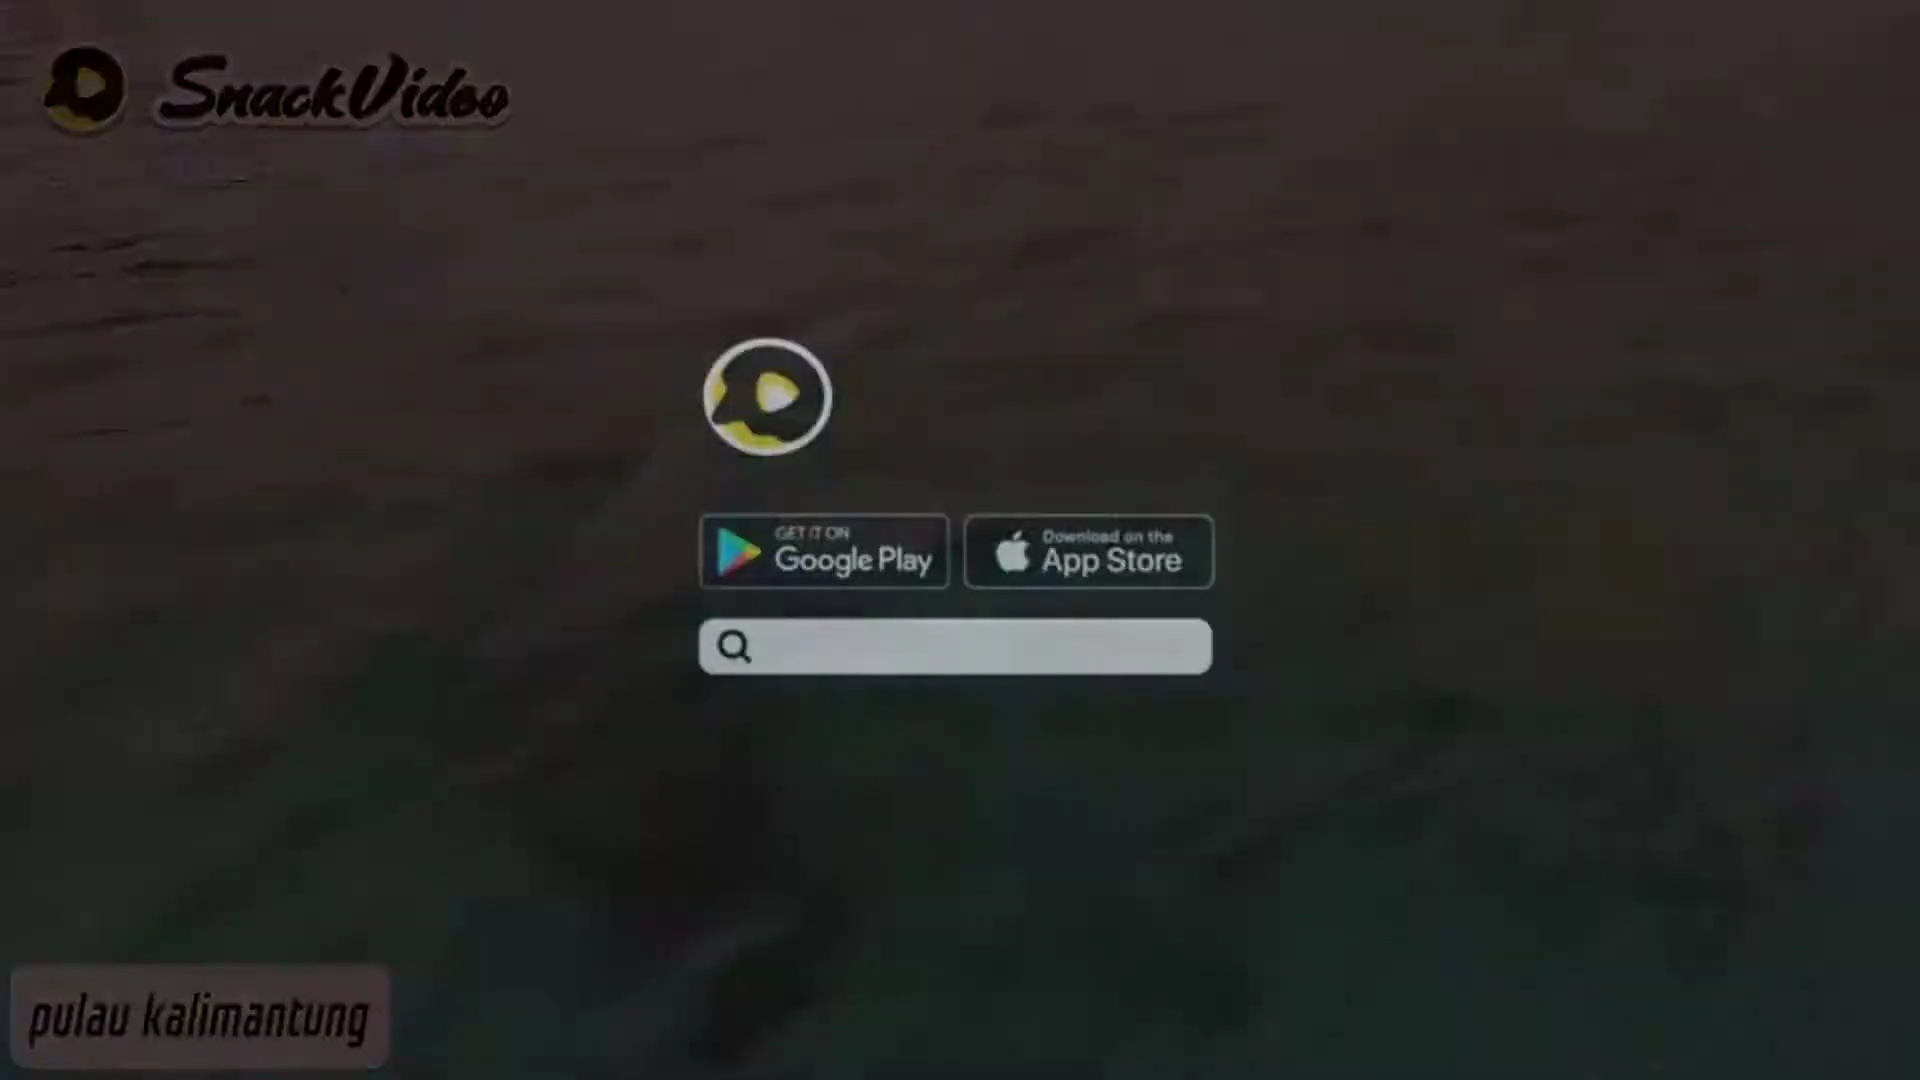 SnackVideo
GET IT ON
Google Play
Download on the
App Store
pulau kalimantung